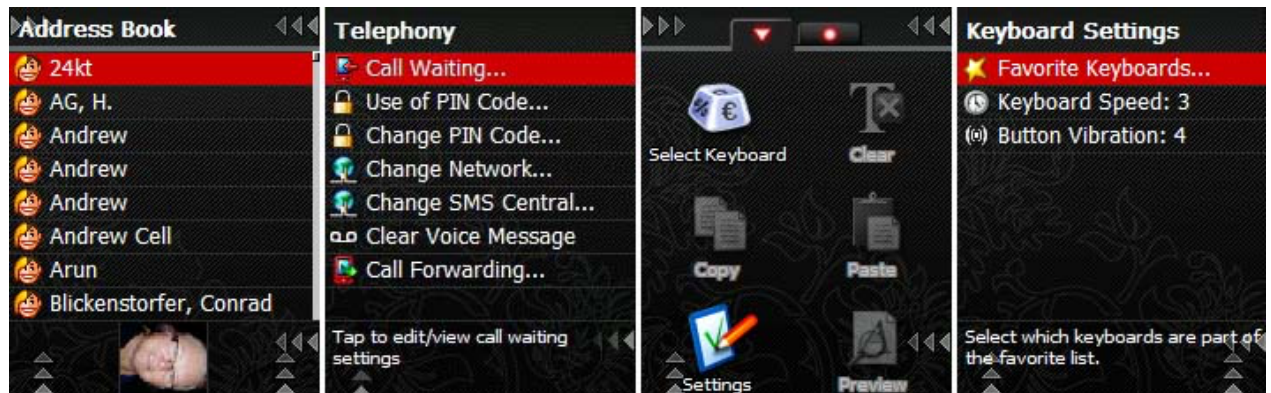 Address Book
24kt
AG, H.
Andrew
Andrew
Andrew
Andrew Cell
Arun
Blickenstorfer, Conrad
Telephony
Call Waiting...
Use of PIN Code...
Change PIN Code...
Change Network...
Change SMS Central...
Clear Voice Message
Call Forwarding...
Tap to edit/view call waiting
settings
% €
Select Keyboard
Clear
Copy
Paste
Settings
Preview
Keyboard Settings
Favorite Keyboards...
Keyboard Speed: 3
Button Vibration: 4
Select which keyboards are part of
the favorite list.